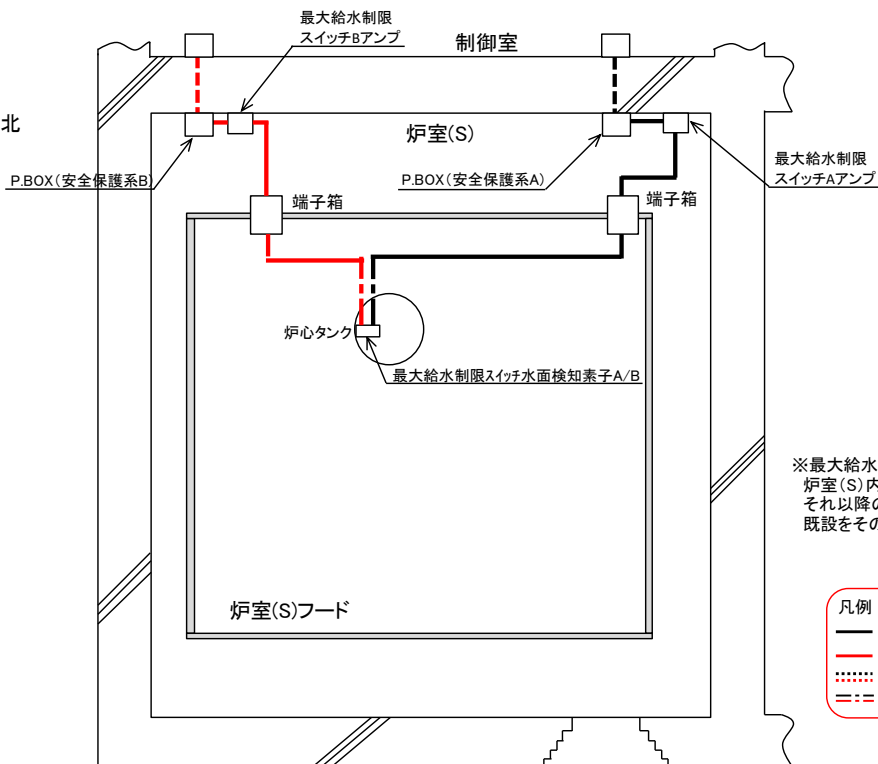 最大給水制限
スイッチBアンプ
制御室
北
炉室(S)
P.BOX(安全保護系B)
P.BOX(安全保護系A)
最大給水制限
スイッチAアンプ
端子箱
端子箱
炉心タンク
最大給水制限スイッチ水面検知素子A/B
※最大給水
炉室(S)内
それ以降の
既設をその
炉室(S)フード
凡例